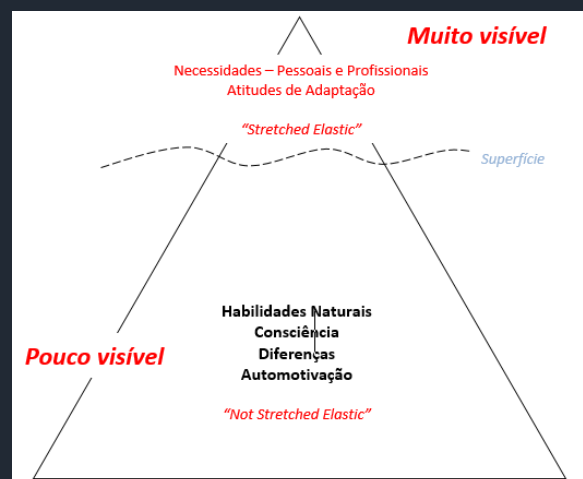 Muito visível
Necessidades – Pessoais e Profissionais
Atitudes de Adaptação
“Stretched Elastic”
Superfície
Habilidades Naturais
Consciência
Diferenças
Automotivação
Pouco visível
“Not Stretched Elastic”